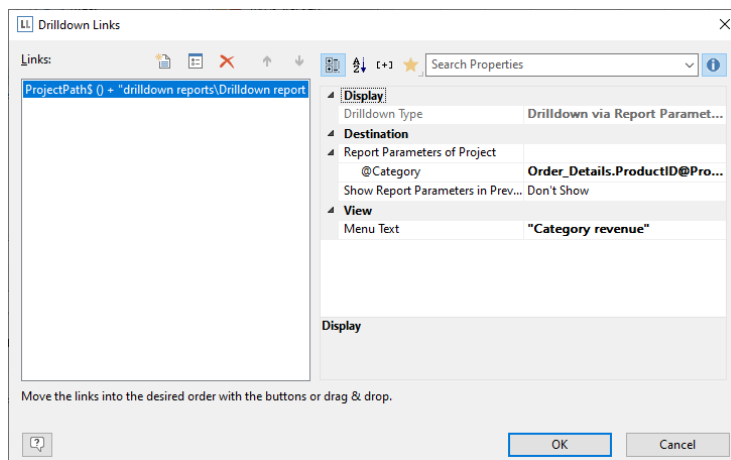 LL Drilldown Links
Links:
[+]
Search Properties
ProjectPath$ () + "drilldown reports\Drilldown report
Display
Drilldown Type Drilldown via Report Paramet...
Destination
Report Parameters of Project
@Category Order_Details.ProductID@Pro...
Show Report Parameters in Prev... Don't Show
View
Menu Text "Category revenue"
Display
Move the links into the desired order with the buttons or drag & drop.
OK Cancel